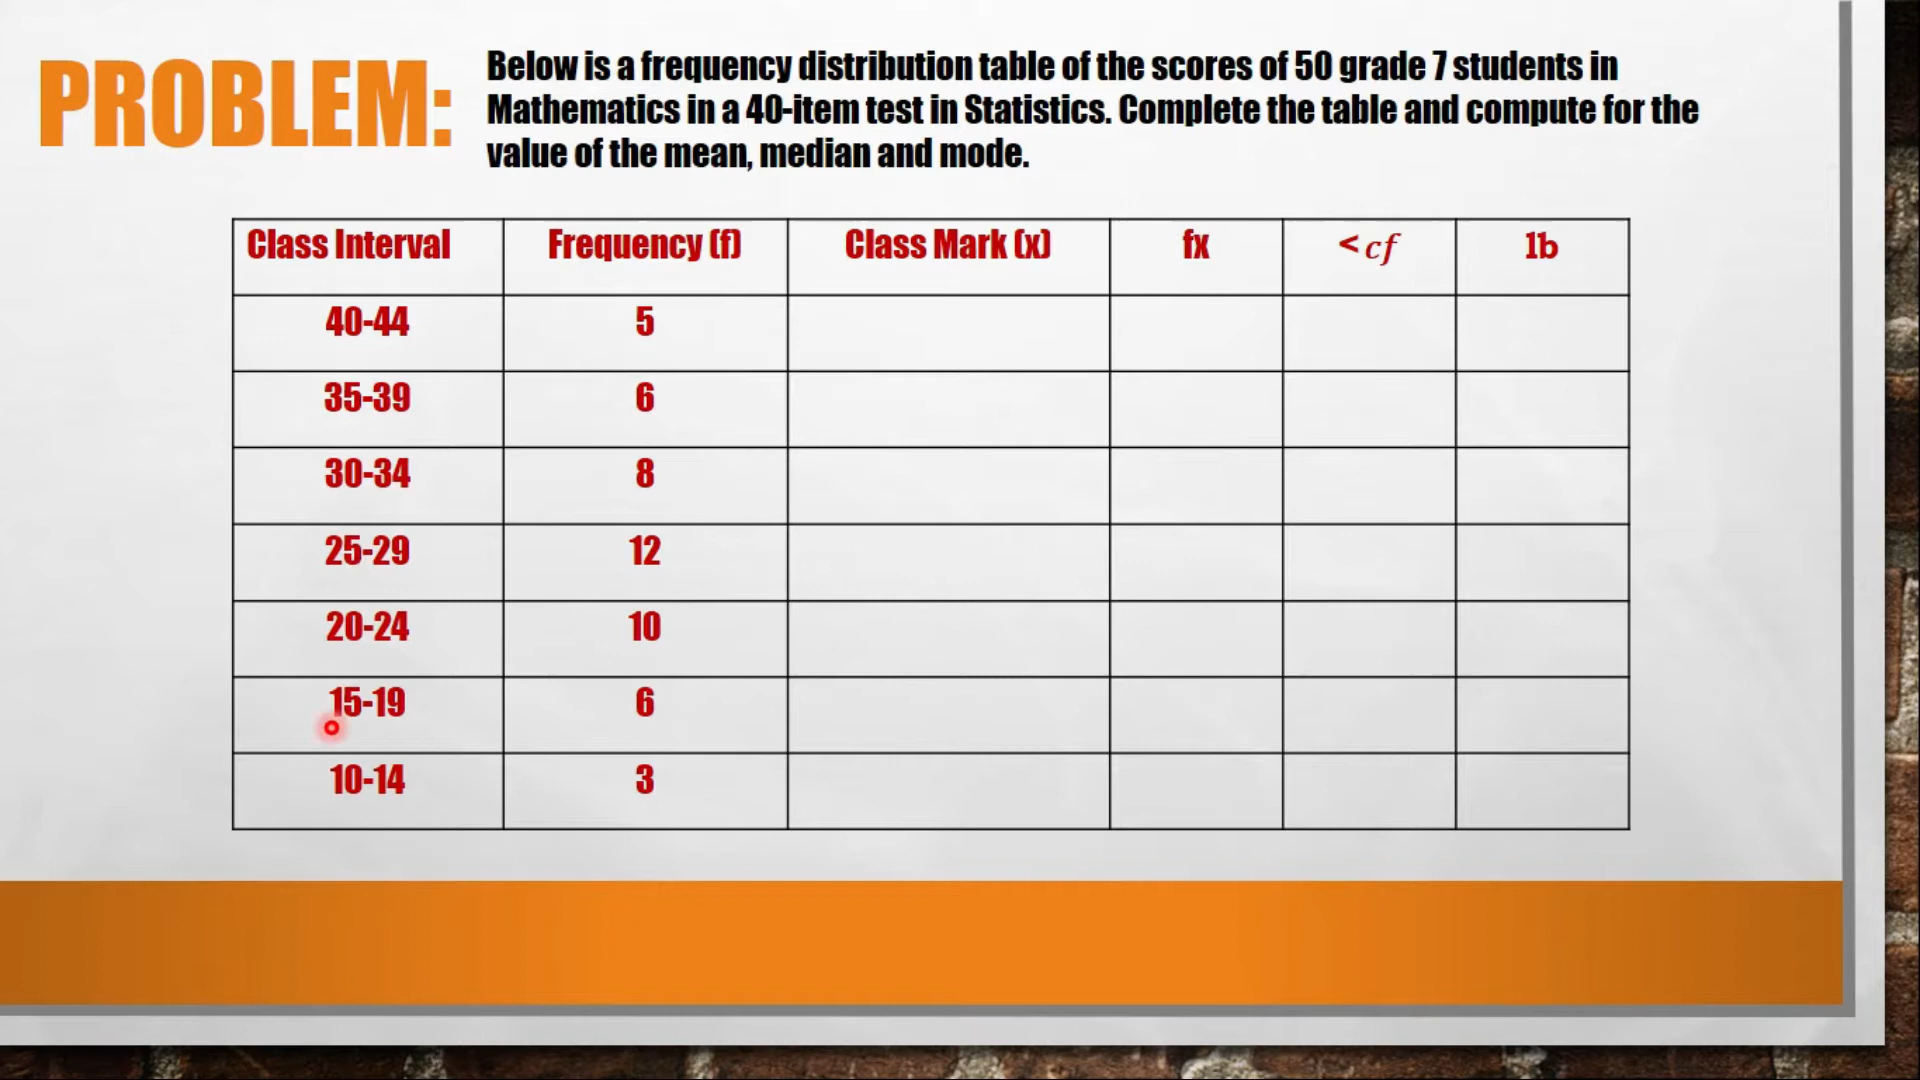 PROBLEM:
Below is a frequency distribution table of the scores of 50 grade 7 students in
Mathematics in a 40-item test in Statistics. Complete the table and compute for the
value of the mean, median and mode.
Class Interval Frequency (f) Class Mark (x) fx < cf lb
40-44 5
35-39 6
30-34 8
25-29 12
20-24 10
15-19 6
10-14 3